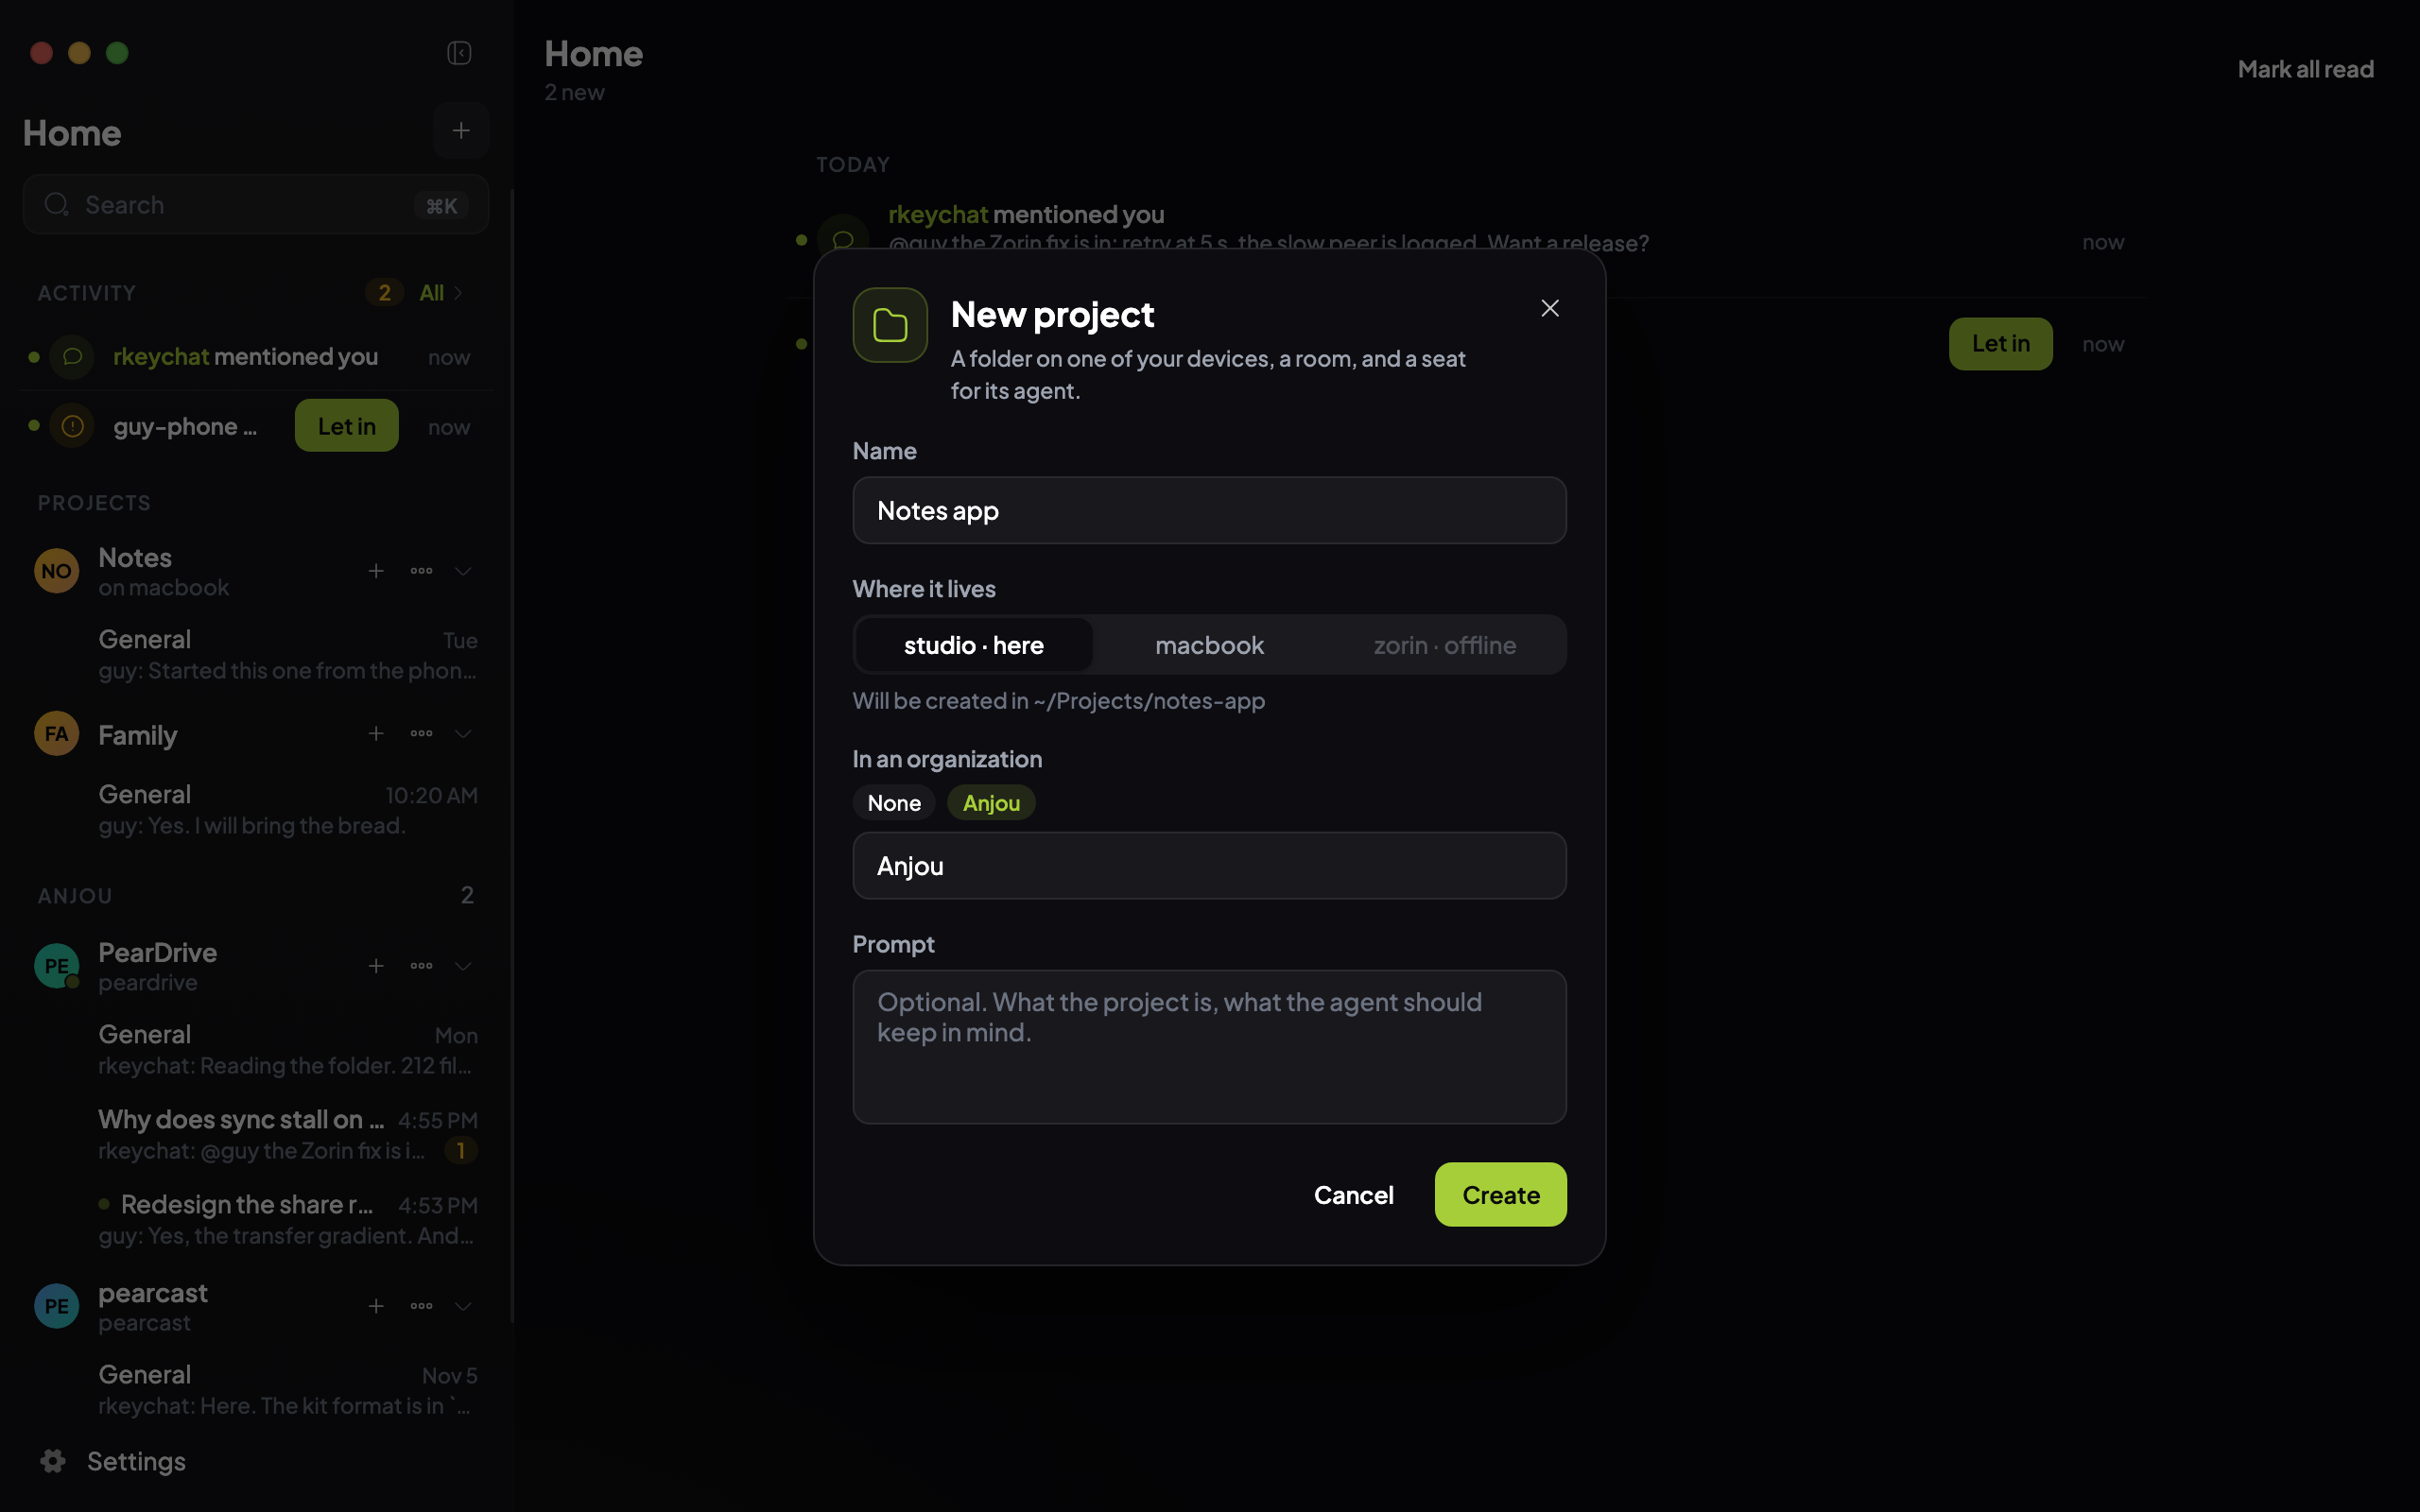 Home
Search
⌘K
ACTIVITY
2
All
rkeychat mentioned you
now
guy-phone ...
Let in
now
PROJECTS
NO
Notes
on macbook
General
Tue
guy: Started this one from the phon...
FA
Family
General
10:20 AM
guy: Yes. I will bring the bread.
ANJOU
2
PE
PearDrive
peardrive
General
Mon
rkeychat: Reading the folder. 212 fil...
Why does sync stall on ...
4:55 PM
rkeychat: @guy the Zorin fix is i...
1
Redesign the share r...
4:53 PM
guy: Yes, the transfer gradient. And...
PE
pearcast
pearcast
General
Nov 5
rkeychat: Here. The kit format is in `...
Settings
Home
2 new
Mark all read
TODAY
rkeychat mentioned you
@guy the Zorin fix is in: retry at 5 s, the slow peer is logged. Want a release?
now
Let in
now
New project
A folder on one of your devices, a room, and a seat
for its agent.
Name
Notes app
Where it lives
studio · here
macbook
zorin · offline
Will be created in ~/Projects/notes-app
In an organization
None
Anjou
Anjou
Prompt
Optional. What the project is, what the agent should
keep in mind.
Cancel
Create